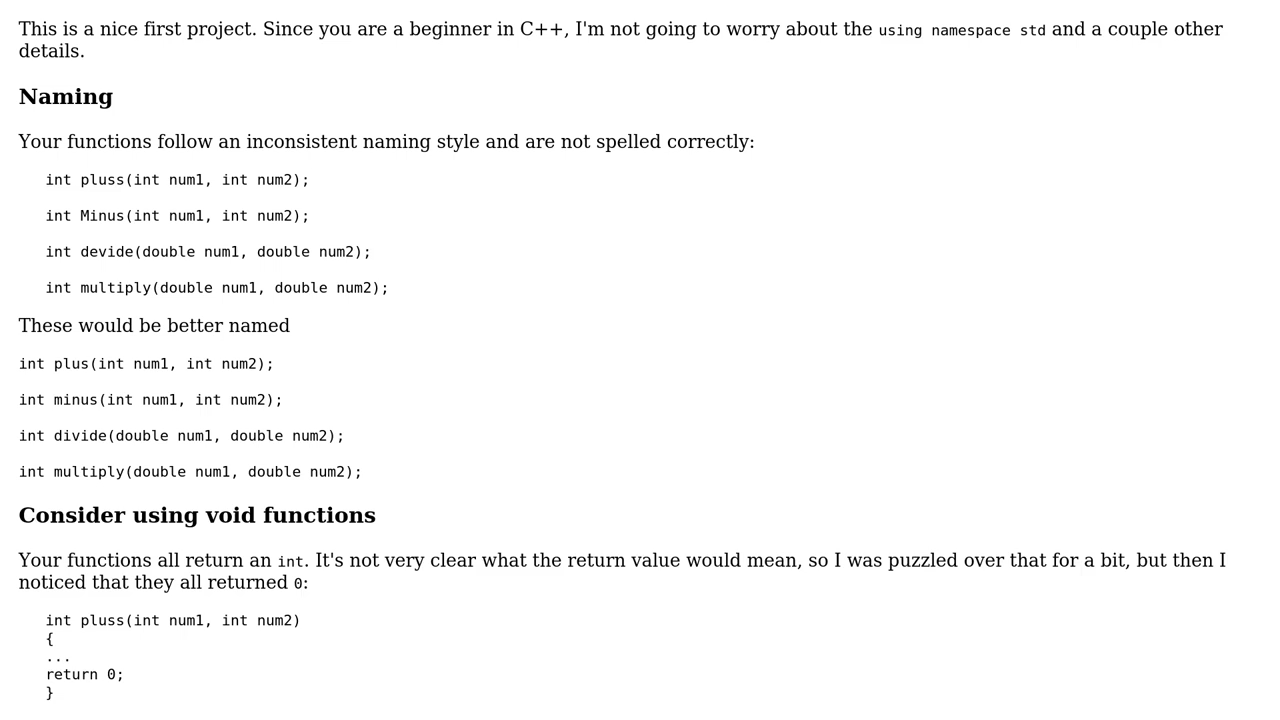 This is a nice first project. Since you are a beginner in C++, I'm not going to worry about the using namespace std and a couple other
details.
Naming
Your functions follow an inconsistent naming style and are not spelled correctly:
int pluss(int num1, int num2);
int Minus(int num1, int num2);
int devide(double num1, double num2);
int multiply(double num1, double num2);
These would be better named
int plus(int num1, int num2);
int minus(int num1, int num2);
int divide(double num1, double num2);
int multiply(double num1, double num2);
Consider using void functions
Your functions all return an int. It's not very clear what the return value would mean, so I was puzzled over that for a bit, but then I
noticed that they all returned 0:
int pluss(int num1, int num2)
{
...
return 0;
}